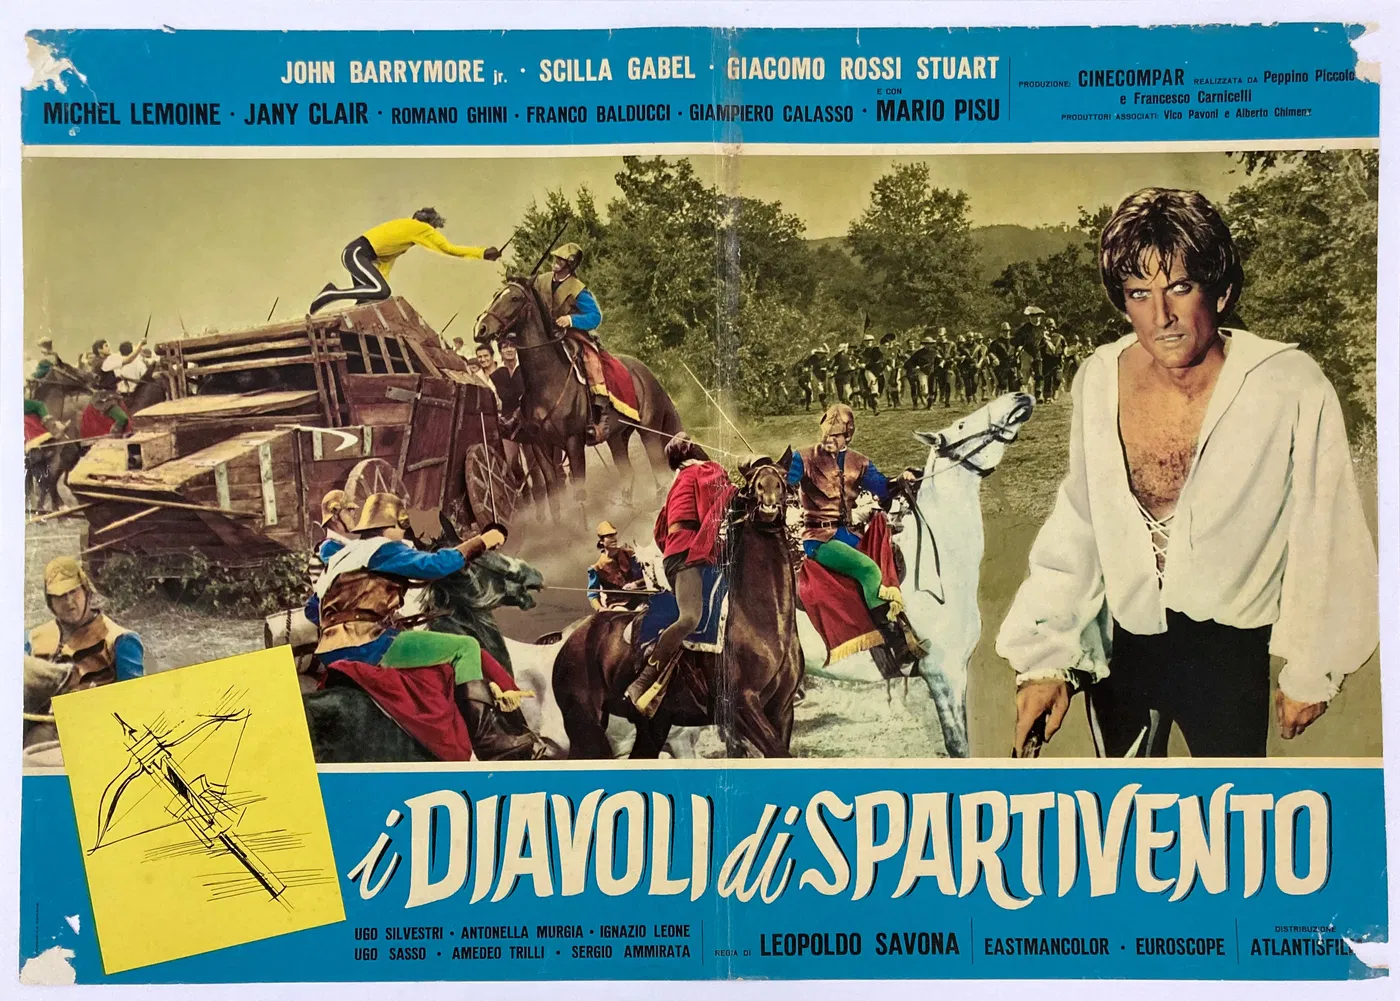 JOHN BARRYMORE jr. · SCILLA GABEL · GIACOMO ROSSI STUART
E CON
MICHEL LEMOINE · JANY CLAIR · ROMANO GHINI · FRANCO BALDUCCI · GIAMPIERO CALASSO · MARIO PISU
PRODUZIONE: CINECOMPAR REALIZZATA DA Peppino Piccolo
e Francesco Carnicelli
PRODUTTORI ASSOCIATI: Vico Pavoni e Alberto Chimenz
i DIAVOLI di SPARTIVENTO
UGO SILVESTRI · ANTONELLA MURGIA · IGNAZIO LEONE
UGO SASSO · AMEDEO TRILLI · SERGIO AMMIRATA
REGIA DI LEOPOLDO SAVONA
EASTMANCOLOR · EUROSCOPE
DISTRIBUZIONE
ATLANTISFIL